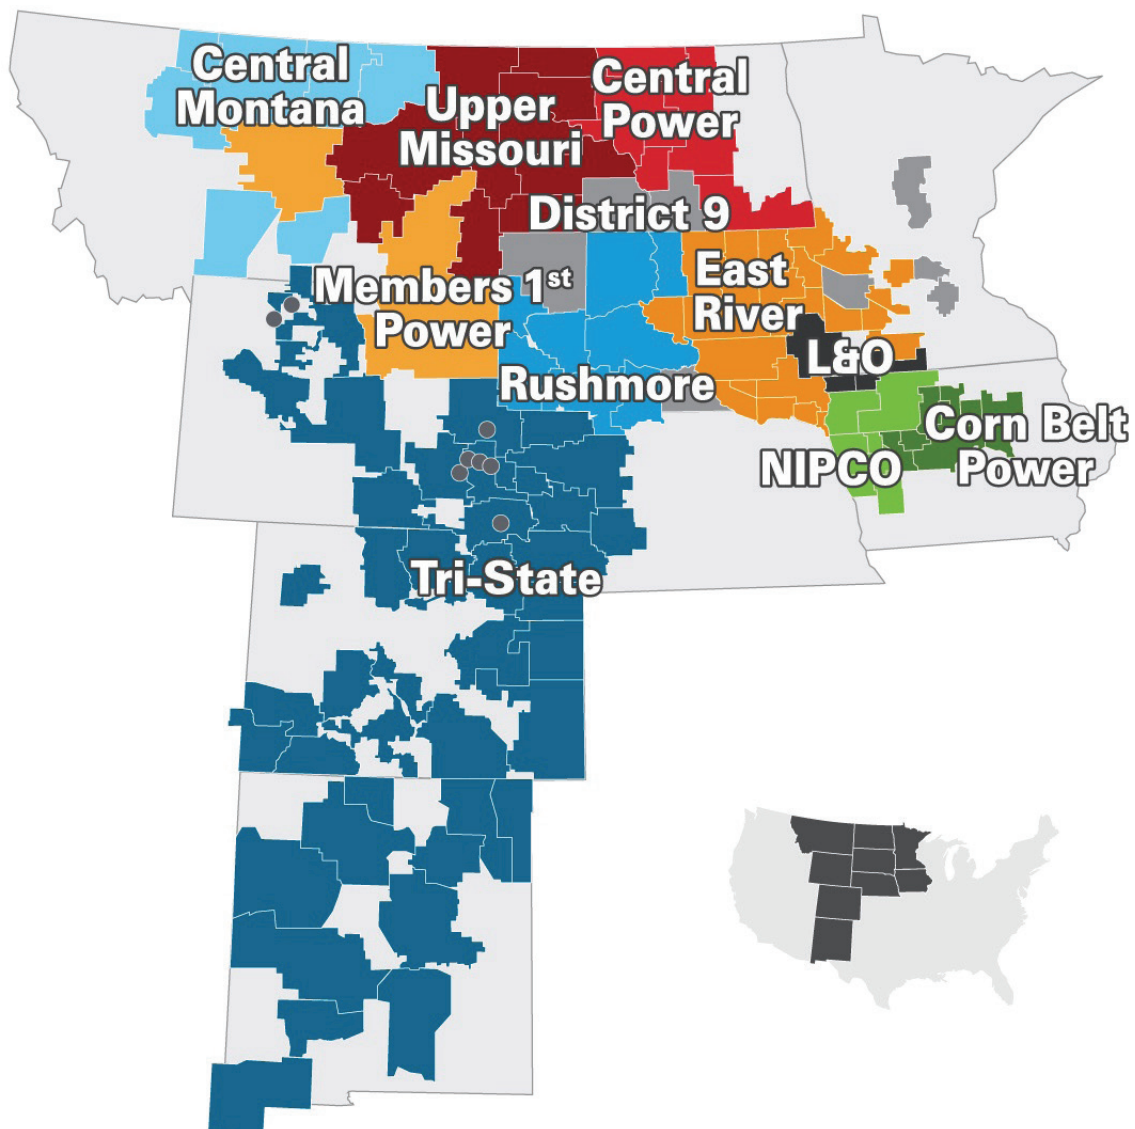 Central
Montana
Upper
Missouri
Central
Power
District 9
Members 1st
Power
East
River
L&O
Rushmore
NIPCO
Corn Belt
Power
Tri-State